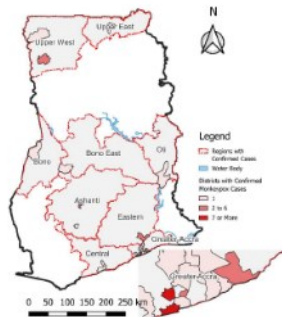 N
Upper East
Upper West
Legend
Regions with
Confirmed Cases
Water Body
Districts with Confirmed
Monkeypox Cases
1
2 to 6
7 or More
Bono
Bono East
Oti
Ashanti
Eastern
Greater Accra
Central
Greater Accra
0 50 100 150 200 250 km